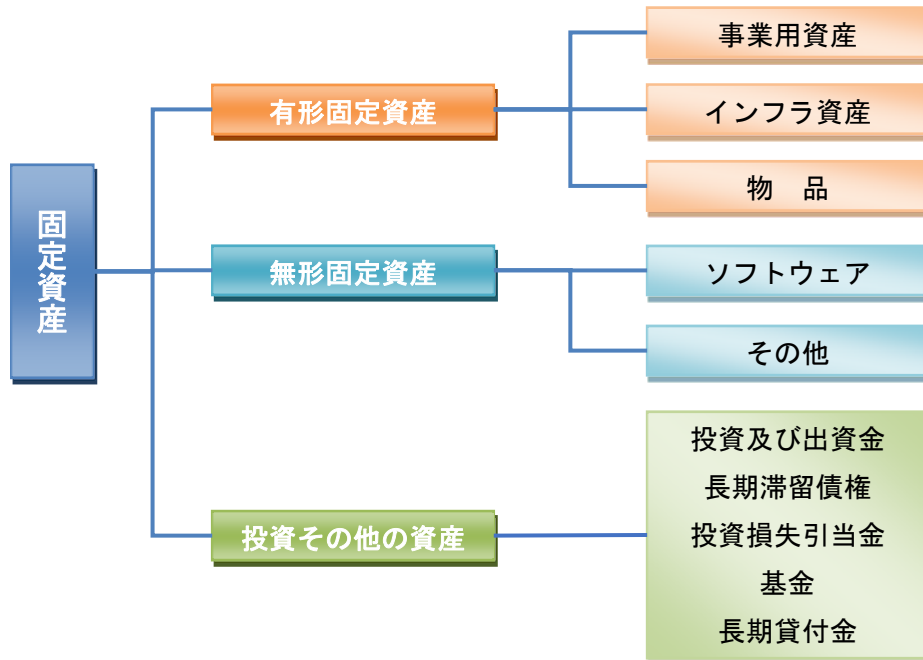 固定資産
有形固定資産
事業用資産
インフラ資産
物　品
無形固定資産
ソフトウェア
その他
投資その他の資産
投資及び出資金
長期滞留債権
投資損失引当金
基金
長期貸付金